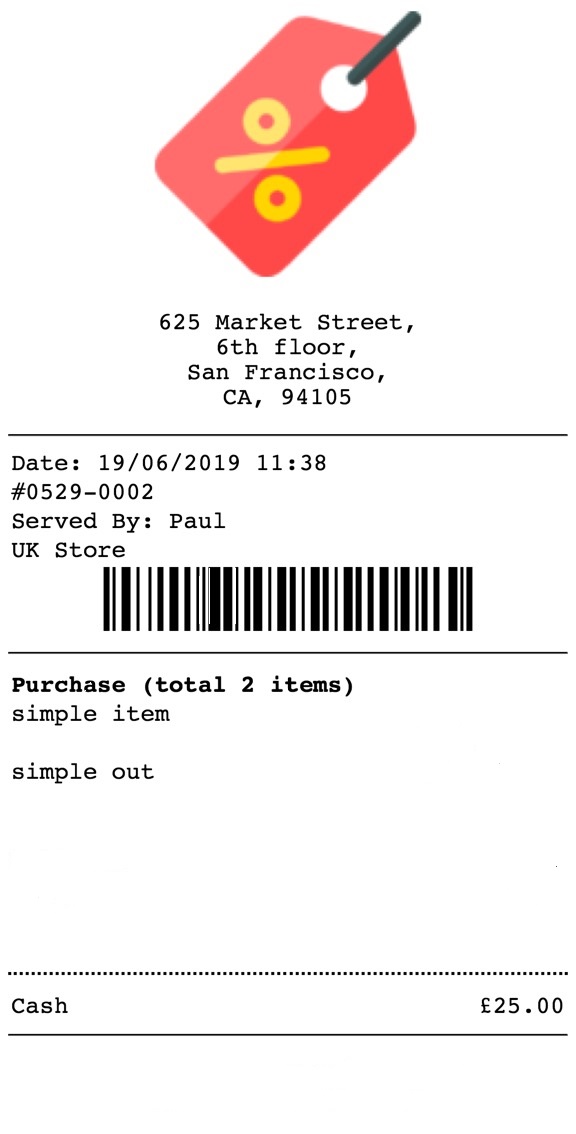 625 Market Street,
6th floor,
San Francisco,
CA, 94105
Date: 19/06/2019 11:38
#0529-0002
Served By: Paul
UK Store
Purchase (total 2 items)
simple item
simple out
Cash £25.00